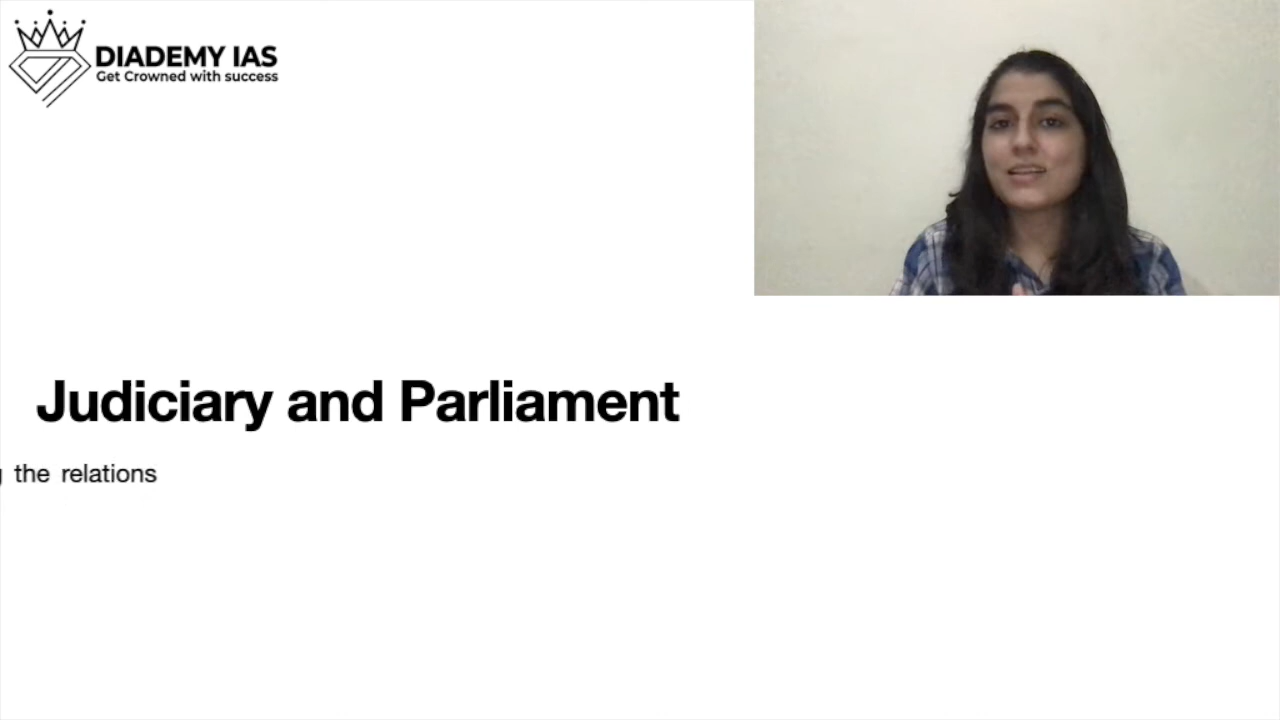 DIADEMY IAS
Get Crowned with success
Judiciary and Parliament
the relations